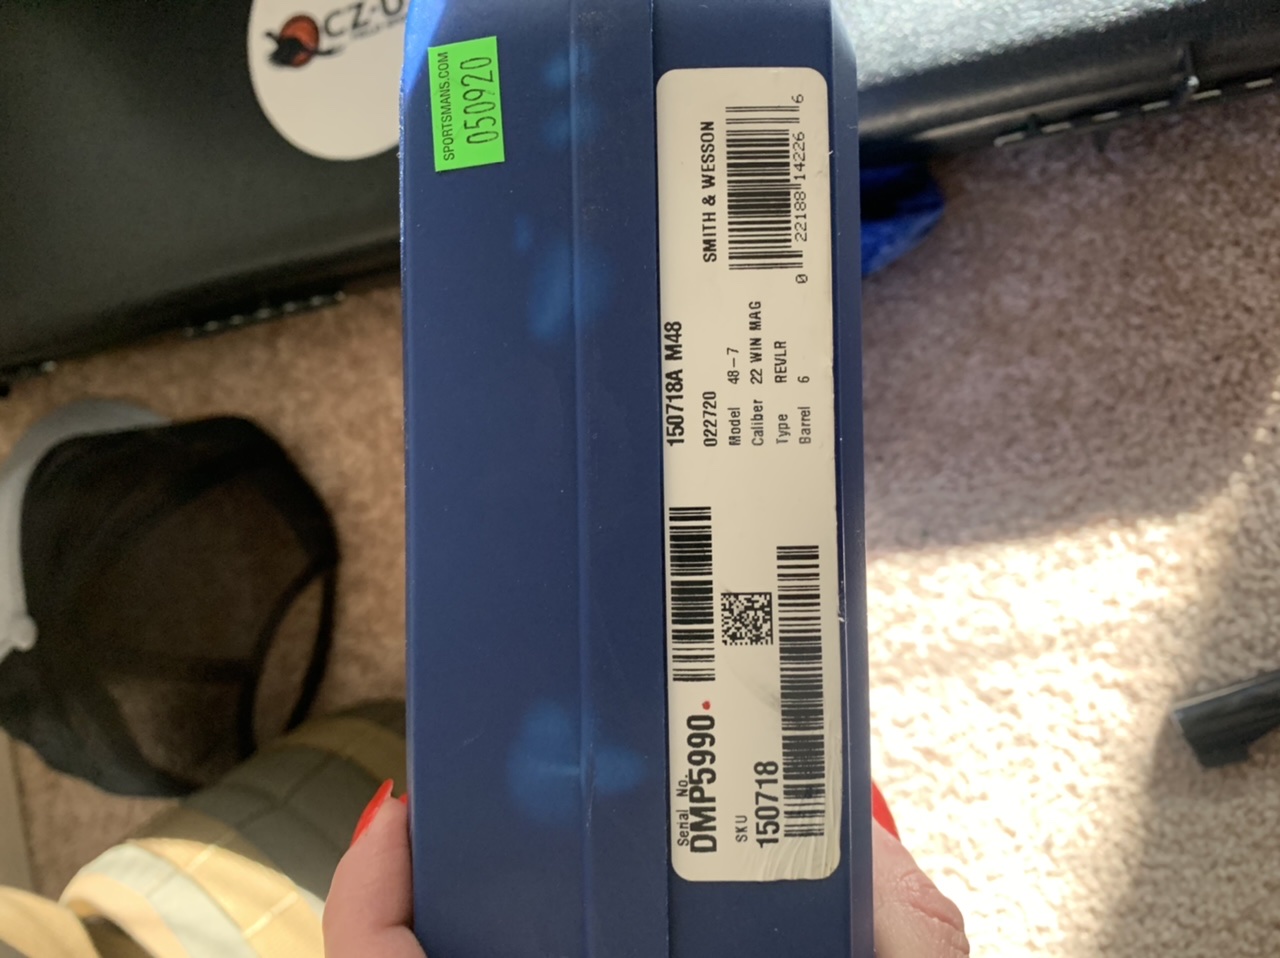 CZ-U
SPORTSMANS.COM
050920
150718A M48
022720
Model 48-7
Caliber 22 WIN MAG
Type REVLR
Barrel 6
SMITH & WESSON
0 22188 14226 6
Serial No.
DMP5990
SKU
150718